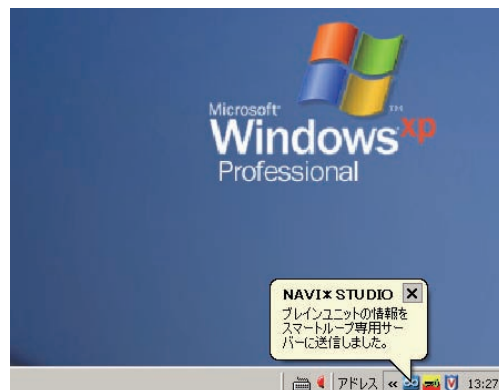 Microsoft
Windows xp
TM
Professional
NAVI*STUDIO
ブレインユニットの情報を
スマートループ専用サー
バーに送信しました。
アドレス « 13:27